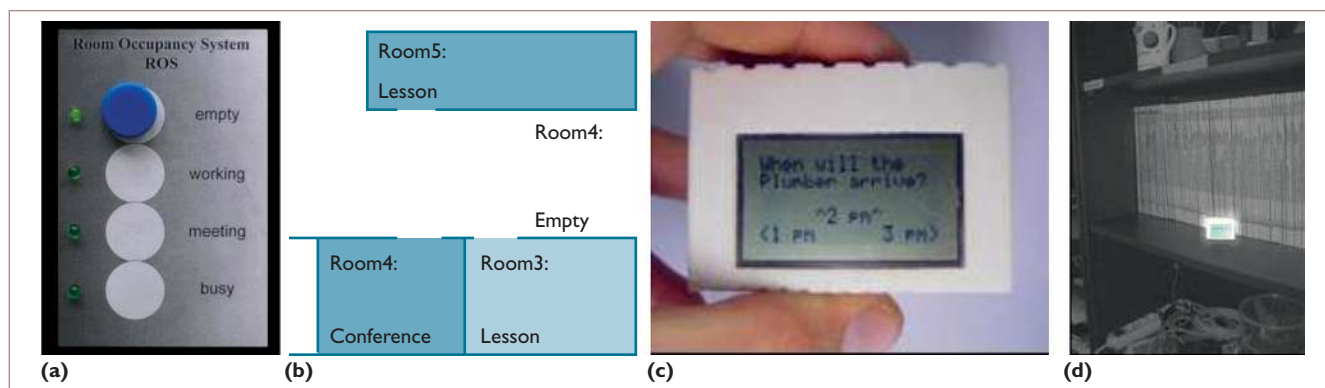 Room Occupancy System
ROS
empty
working
meeting
busy
(a)
Room5:
Lesson
Room4:
Empty
Room4:
Conference
Room3:
Lesson
(b)
When will the
Plumber arrive?
^2 pm^
<1 pm 3 pm>
(c)
(d)